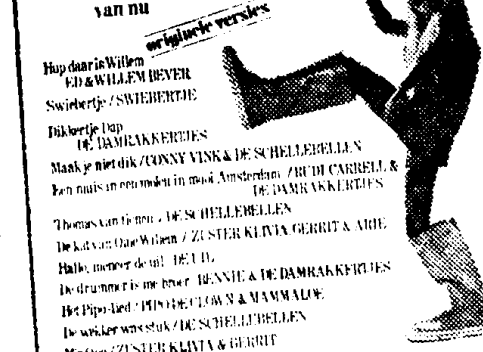 van nu
originele versies
Hup daar is Willem
ED & WILLEM BEVER
Swiebertje / SWIEBERTJE
Dikkertje Dap
DE DAMRAKKERTJES
Maak je niet dik / CONNY VINK & DE SCHELLEBELLEN
Een muis in een molen in mooi Amsterdam / RUDI CARRELL &
DE DAMRAKKERTJES
Thomas van tienen / DE SCHELLEBELLEN
De kat van Ome Willem / ZUSTER KLIVIA GERRIT & ARIE
Hallo, meneer de uil DE UIL
De drummer is me broer BENNIE & DE DAMRAKKERTJES
Het Pipo-lied / PIPO DE CLOWN & MAMMALOE
De wekker was stuk / DE SCHELLEBELLEN
/ ZUSTER KLIVIA & GERRIT